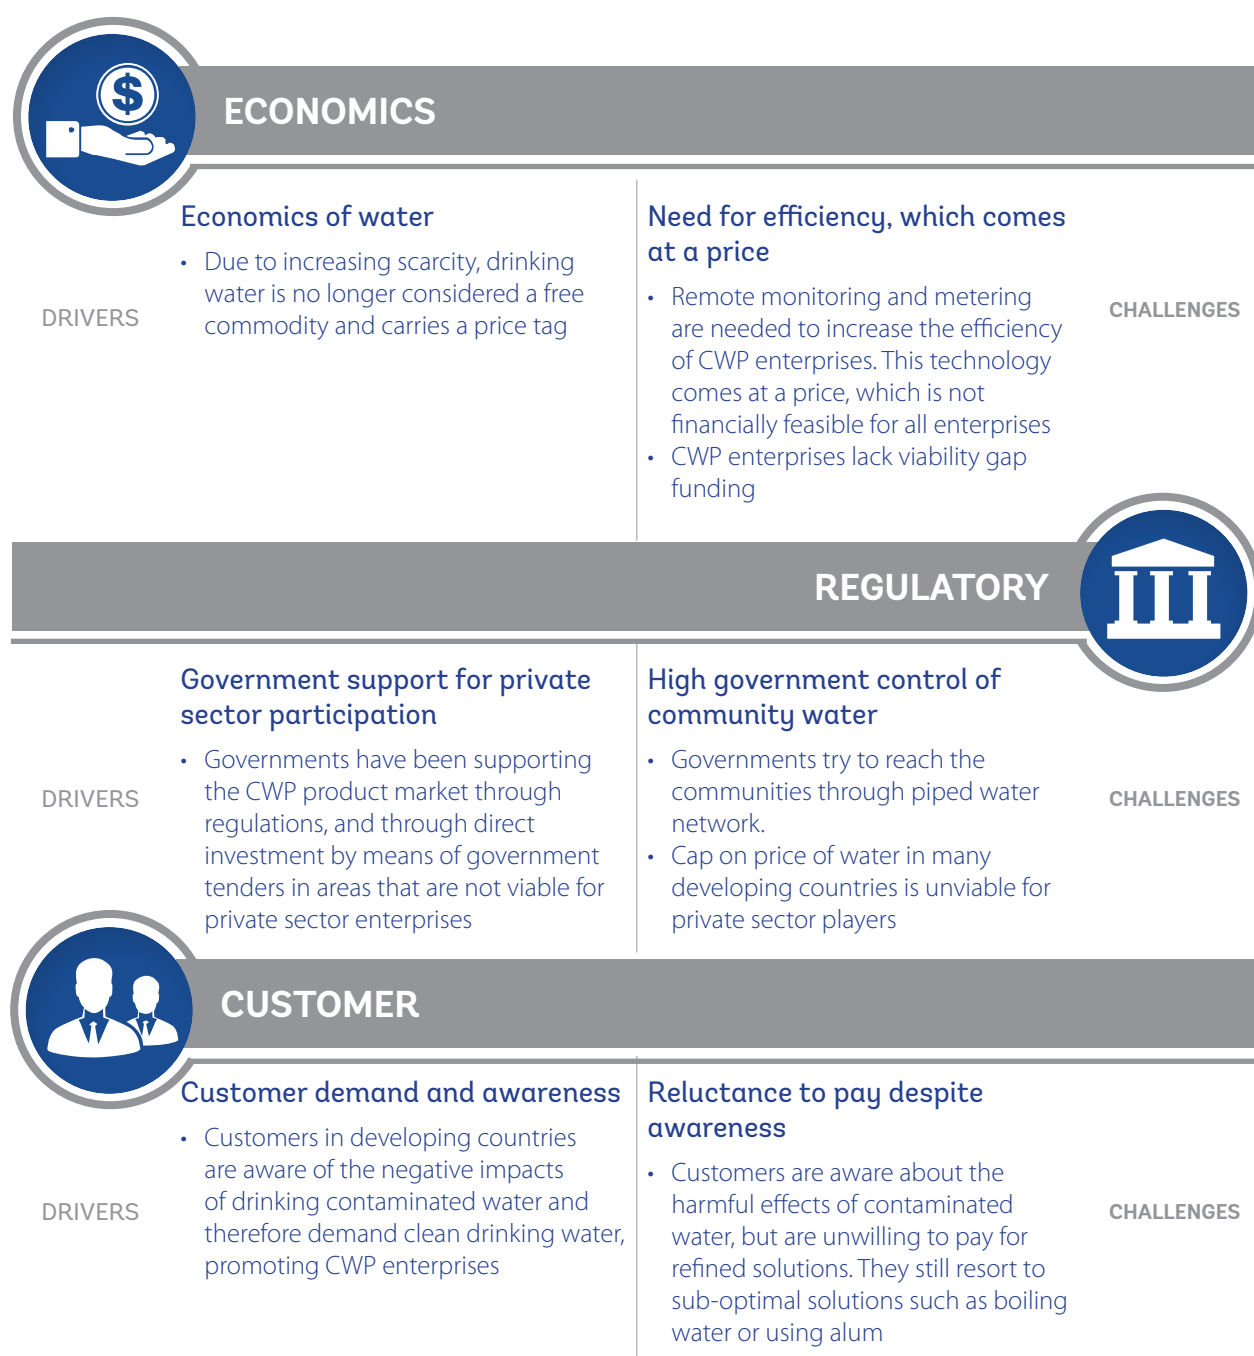 $
ECONOMICS
DRIVERS
Economics of water
• Due to increasing scarcity, drinking
water is no longer considered a free
commodity and carries a price tag
Need for efficiency, which comes
at a price
• Remote monitoring and metering
are needed to increase the efficiency
of CWP enterprises. This technology
comes at a price, which is not
financially feasible for all enterprises
• CWP enterprises lack viability gap
funding
CHALLENGES
REGULATORY
DRIVERS
Government support for private
sector participation
• Governments have been supporting
the CWP product market through
regulations, and through direct
investment by means of government
tenders in areas that are not viable for
private sector enterprises
High government control of
community water
• Governments try to reach the
communities through piped water
network.
• Cap on price of water in many
developing countries is unviable for
private sector players
CHALLENGES
CUSTOMER
DRIVERS
Customer demand and awareness
• Customers in developing countries
are aware of the negative impacts
of drinking contaminated water and
therefore demand clean drinking water,
promoting CWP enterprises
Reluctance to pay despite
awareness
• Customers are aware about the
harmful effects of contaminated
water, but are unwilling to pay for
refined solutions. They still resort to
sub-optimal solutions such as boiling
water or using alum
CHALLENGES